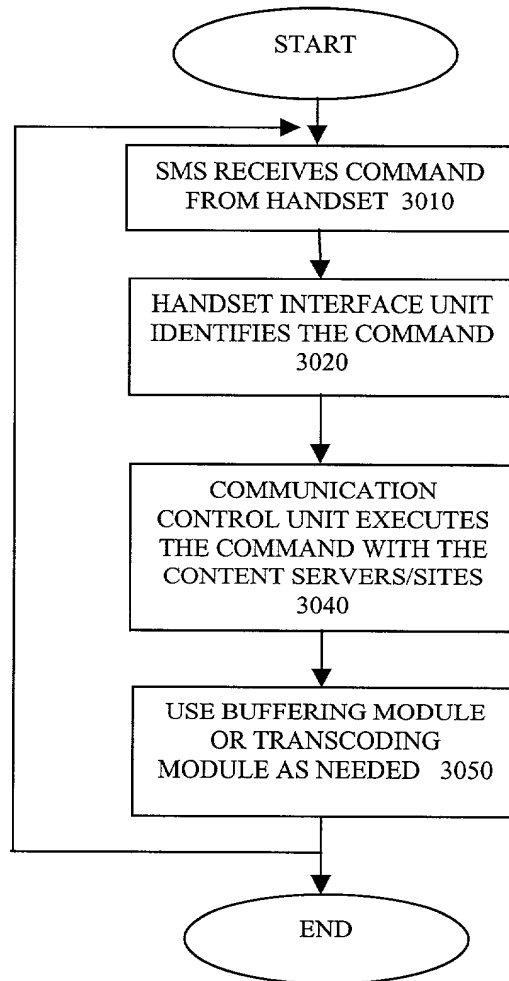 START
SMS RECEIVES COMMAND
FROM HANDSET 3010
HANDSET INTERFACE UNIT
IDENTIFIES THE COMMAND
3020
COMMUNICATION
CONTROL UNIT EXECUTES
THE COMMAND WITH THE
CONTENT SERVERS/SITES
3040
USE BUFFERING MODULE
OR TRANSCODING
MODULE AS NEEDED 3050
END